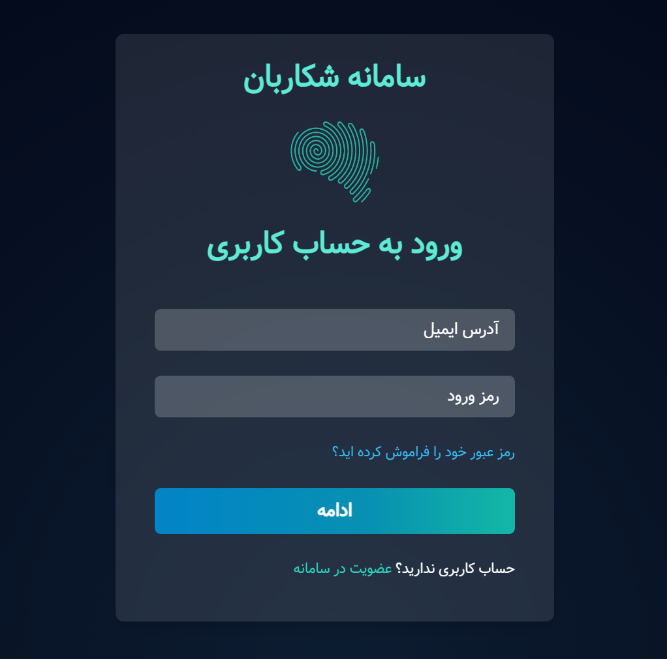 سامانه شکاربان
ورود به حساب کاربری
آدرس ایمیل
رمز ورود
رمز عبور خود را فراموش کرده اید؟
ادامه
حساب کاربری ندارید؟ عضویت در سامانه